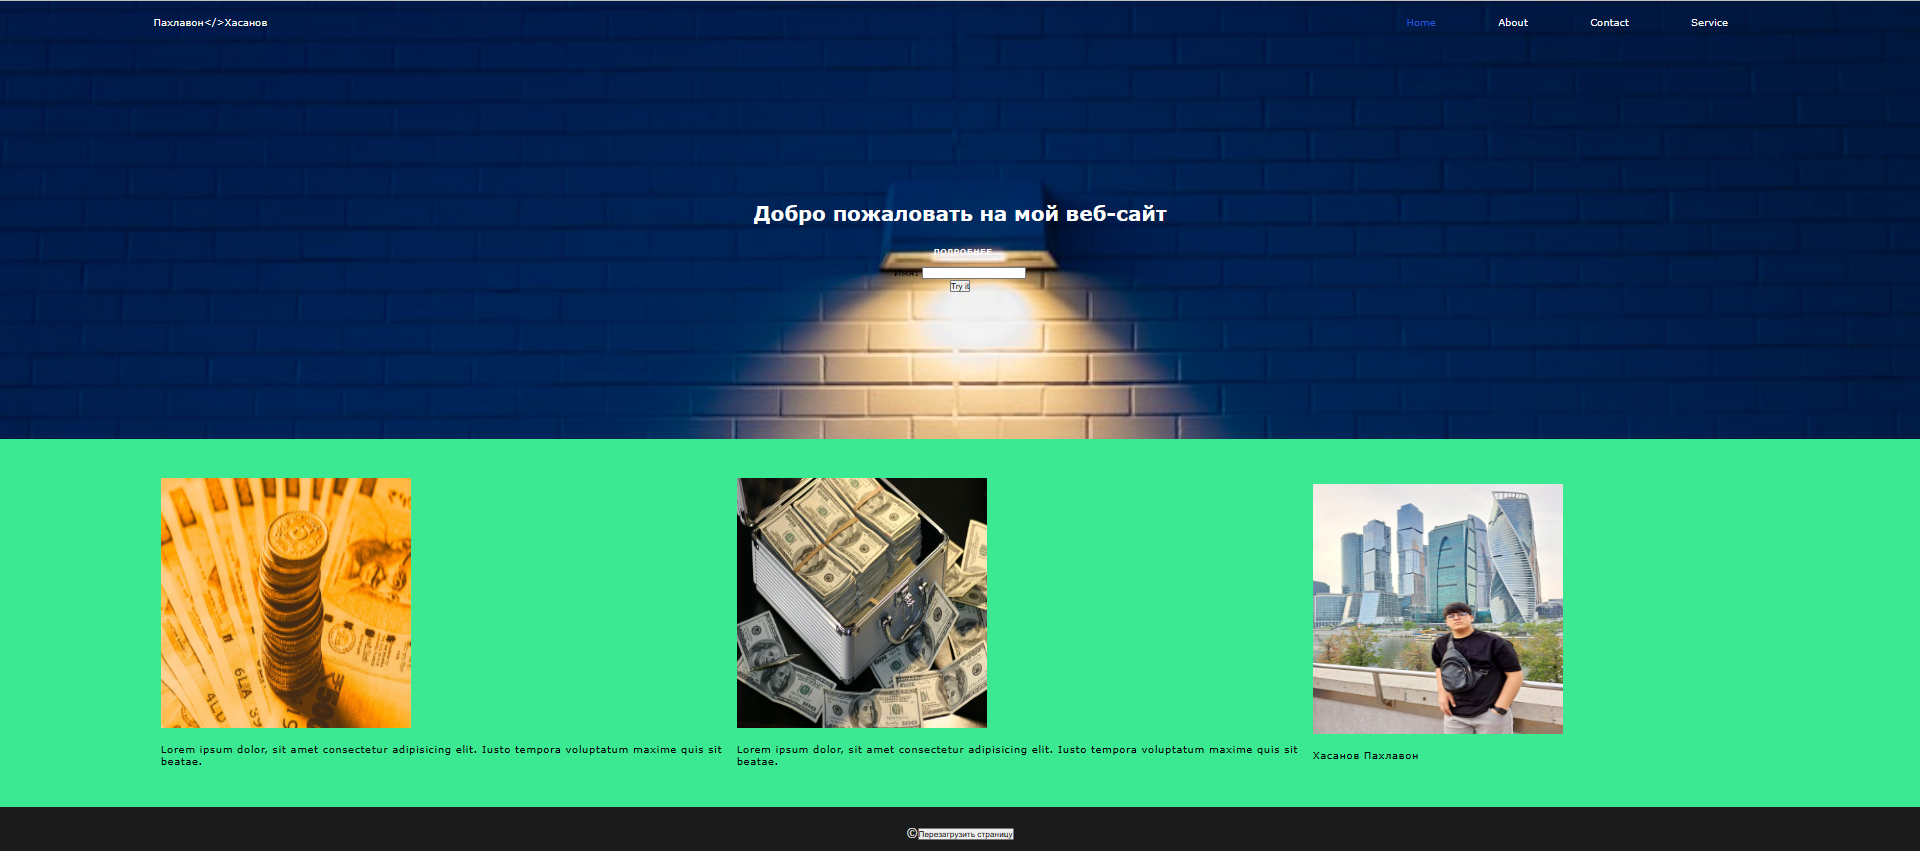 Пахлавон</>Хасанов
Home About Contact Service
Добро пожаловать на мой веб-сайт
ПОДРОБНЕЕ
Имя:
Try it
Lorem ipsum dolor, sit amet consectetur adipisicing elit. Iusto tempora voluptatum maxime quis sit
beatae.
Lorem ipsum dolor, sit amet consectetur adipisicing elit. Iusto tempora voluptatum maxime quis sit
beatae.
Хасанов Пахлавон
©Перезагрузить страницу